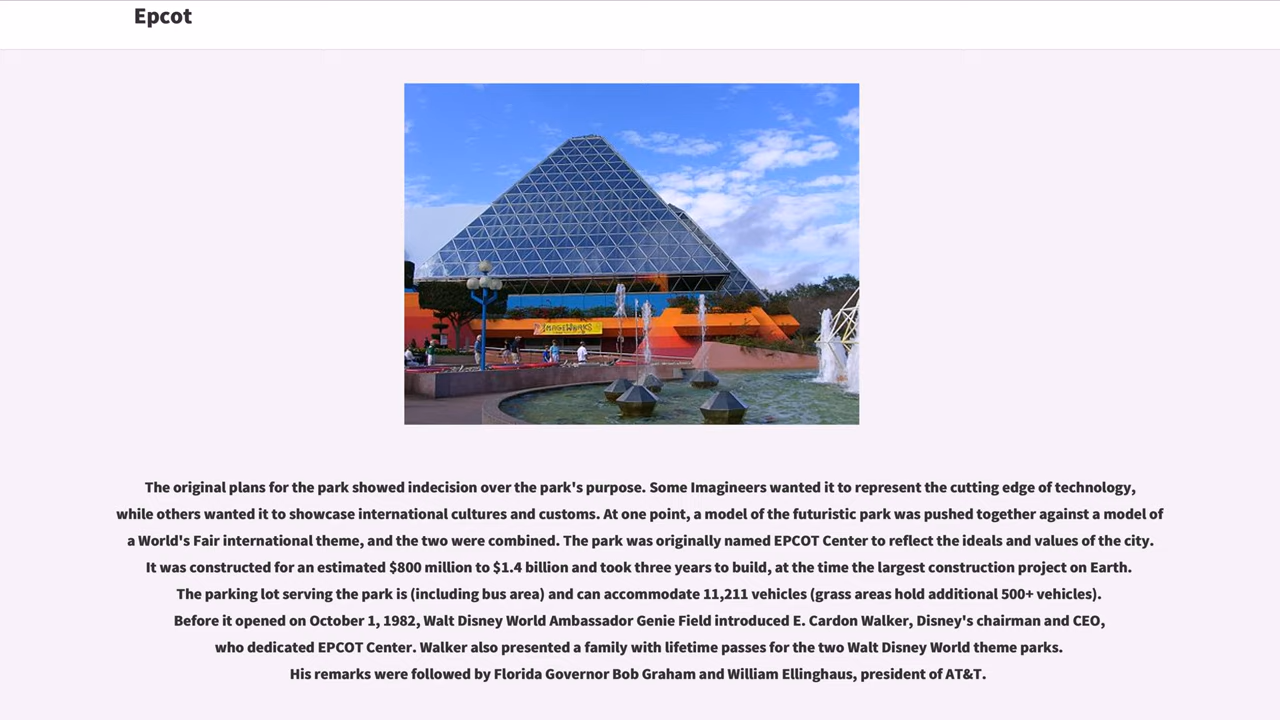 Epcot
IMAGEWORKS
The original plans for the park showed indecision over the park's purpose. Some Imagineers wanted it to represent the cutting edge of technology,
while others wanted it to showcase international cultures and customs. At one point, a model of the futuristic park was pushed together against a model of
a World's Fair international theme, and the two were combined. The park was originally named EPCOT Center to reflect the ideals and values of the city.
It was constructed for an estimated $800 million to $1.4 billion and took three years to build, at the time the largest construction project on Earth.
The parking lot serving the park is (including bus area) and can accommodate 11,211 vehicles (grass areas hold additional 500+ vehicles).
Before it opened on October 1, 1982, Walt Disney World Ambassador Genie Field introduced E. Cardon Walker, Disney's chairman and CEO,
who dedicated EPCOT Center. Walker also presented a family with lifetime passes for the two Walt Disney World theme parks.
His remarks were followed by Florida Governor Bob Graham and William Ellinghaus, president of AT&T.